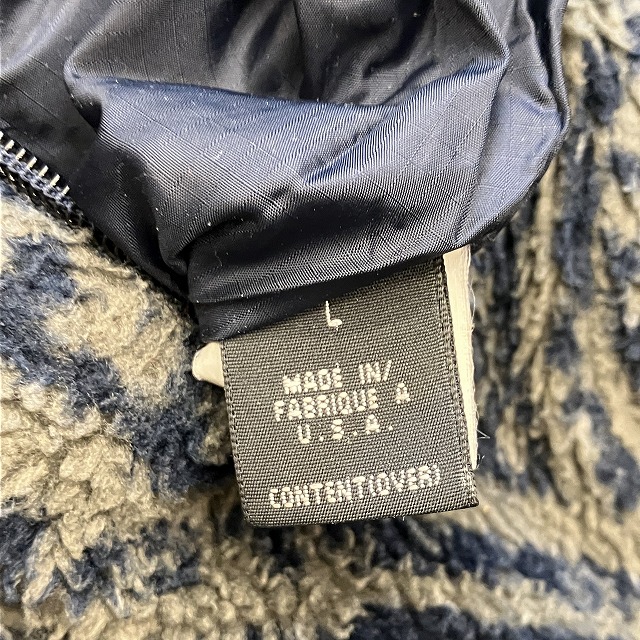 L
MADE IN/
FABRIQUE A
U.S.A.
CONTENT(OVER)